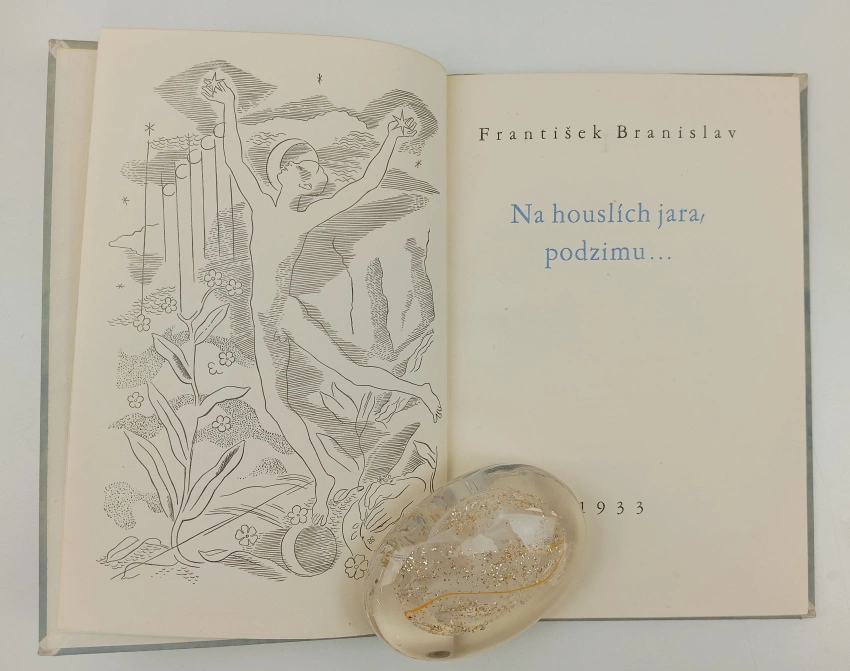 František Branislav
Na houslích jara,
podzimu...
1933